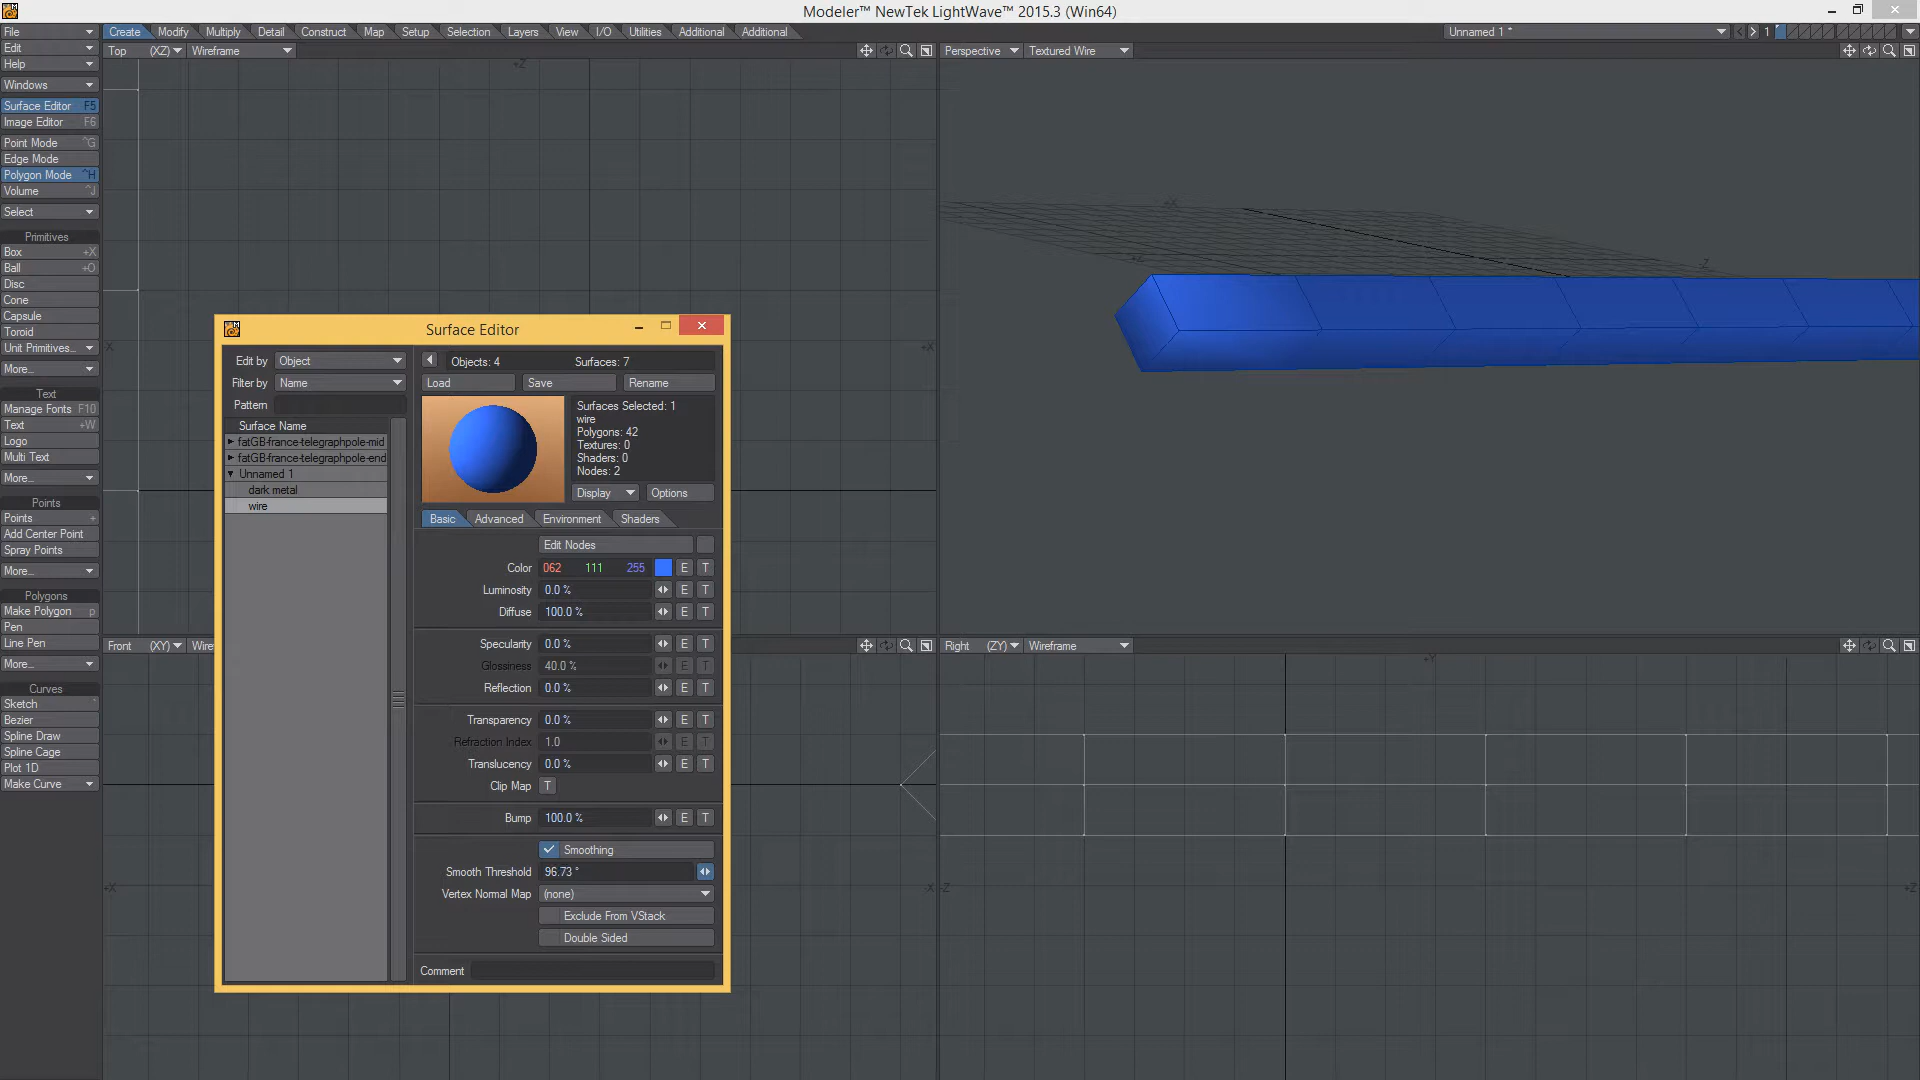 Modeler™ NewTek LightWave™ 2015.3 (Win64)
File
Create Modify Multiply Detail Construct Map Setup Selection Layers View I/O Utilities Additional Additional
Unnamed 1 *
1
Edit
Help
Windows
Surface Editor F5
Image Editor F6
Point Mode ^G
Edge Mode
Polygon Mode ^H
Volume ^J
Select
Primitives
Box +X
Ball +O
Disc
Cone
Capsule
Toroid
Unit Primitives...
More...
Text
Manage Fonts F10
Text +W
Logo
Multi Text
More...
Points
Points +
Add Center Point
Spray Points
More...
Polygons
Make Polygon p
Pen
Line Pen
More...
Curves
Sketch
Bezier
Spline Draw
Spline Cage
Plot 1D
Make Curve
Top (XZ) Wireframe
Perspective Textured Wire
Front (XY) Wire
Right (ZY) Wireframe
Surface Editor
Edit by Object
Filter by Name
Pattern
Surface Name
fatGB-france-telegraphpole-mid
fatGB-france-telegraphpole-end
Unnamed 1
dark metal
wire
Objects: 4 Surfaces: 7
Load Save Rename
Surfaces Selected: 1
wire
Polygons: 42
Textures: 0
Shaders: 0
Nodes: 2
Display Options
Basic Advanced Environment Shaders
Edit Nodes
Color 062 111 255 E T
Luminosity 0.0 % E T
Diffuse 100.0 % E T
Specularity 0.0 % E T
Glossiness 40.0 % E T
Reflection 0.0 % E T
Transparency 0.0 % E T
Refraction Index 1.0 E T
Translucency 0.0 % E T
Clip Map T
Bump 100.0 % E T
Smoothing
Smooth Threshold 96.73 °
Vertex Normal Map (none)
Exclude From VStack
Double Sided
Comment